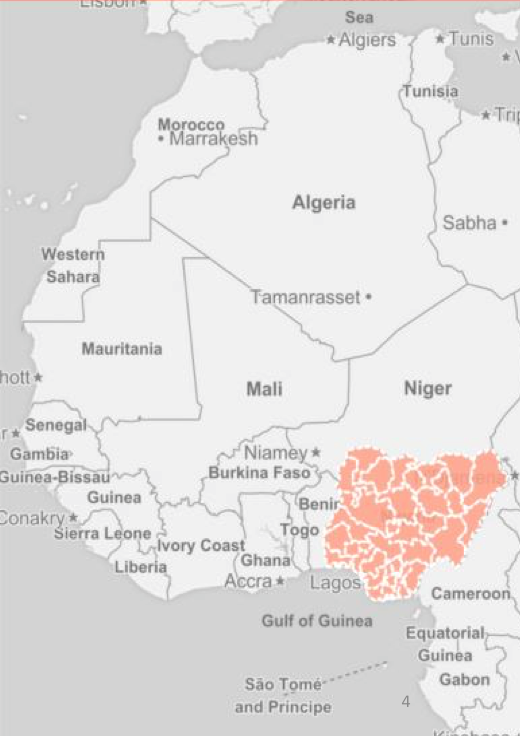 Lisbon
Sea
Algiers
Tunis
Tunisia
Trip
Morocco
Marrakesh
Algeria
Sabha
Western
Sahara
Tamanrasset
Mauritania
hott
Mali
Niger
Senegal
Niamey
Gambia
Burkina Faso
Guinea-Bissau
Guinea
Benin
Conakry
Sierra Leone
Togo
Ivory Coast
Ghana
Liberia
Accra
Lagos
Cameroon
Gulf of Guinea
Equatorial
Guinea
Gabon
São Tomé
and Principe
4